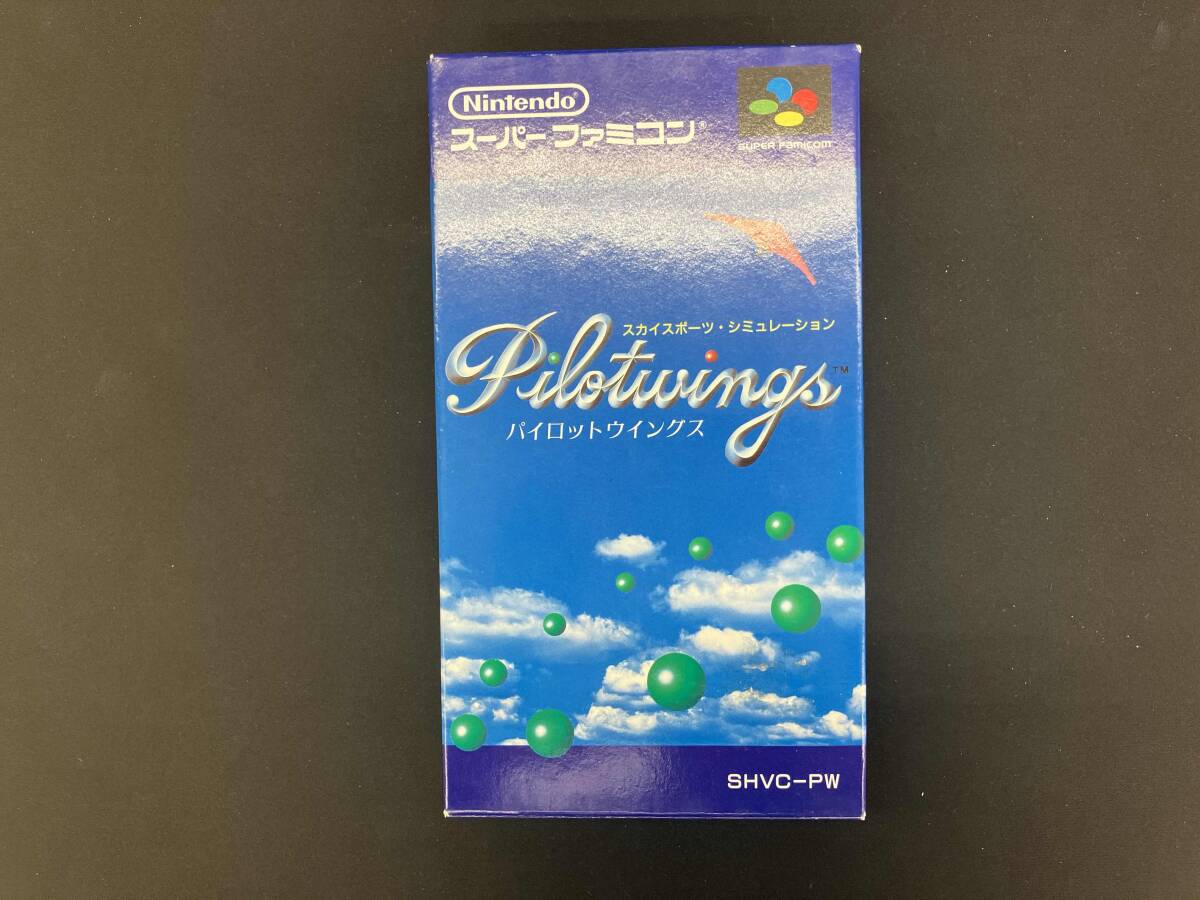 Nintendo®
スーパーファミコン®
SUPER Famicom
スカイスポーツ・シミュレーション
Pilotwings™
パイロットウイングス
SHVC-PW